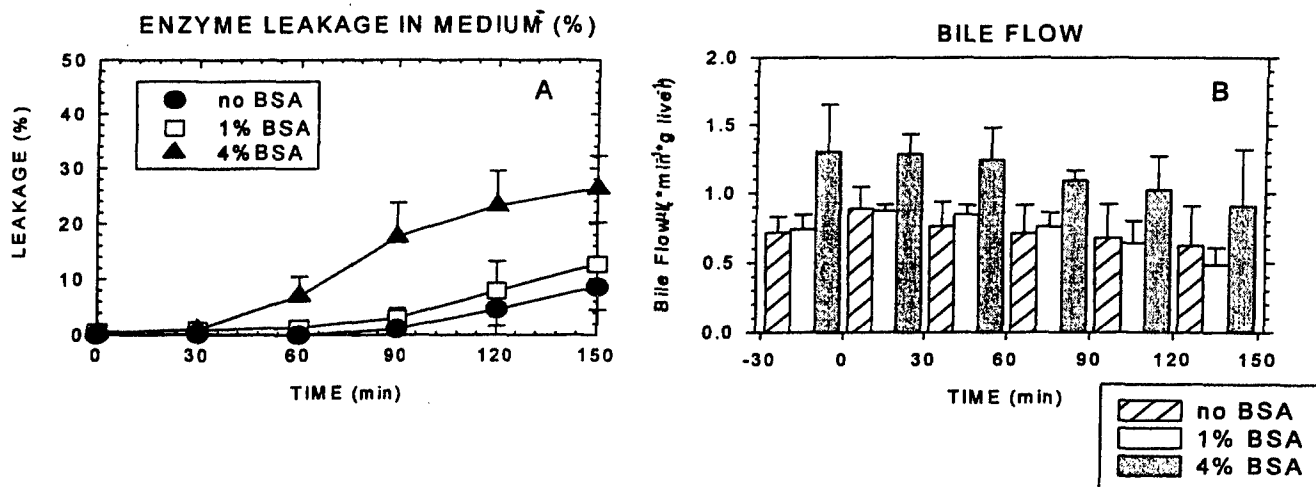 ENZYME LEAKAGE IN MEDIUM (%)
50
40
30
20
10
0
LEAKAGE (%)
no BSA
1% BSA
4% BSA
A
0 30 60 90 120 150
TIME (min)
BILE FLOW
2.0
1.5
1.0
0.5
0.0
Bile Flow
B
-30 0 30 60 90 120 150
TIME (min)
no BSA
1% BSA
4% BSA